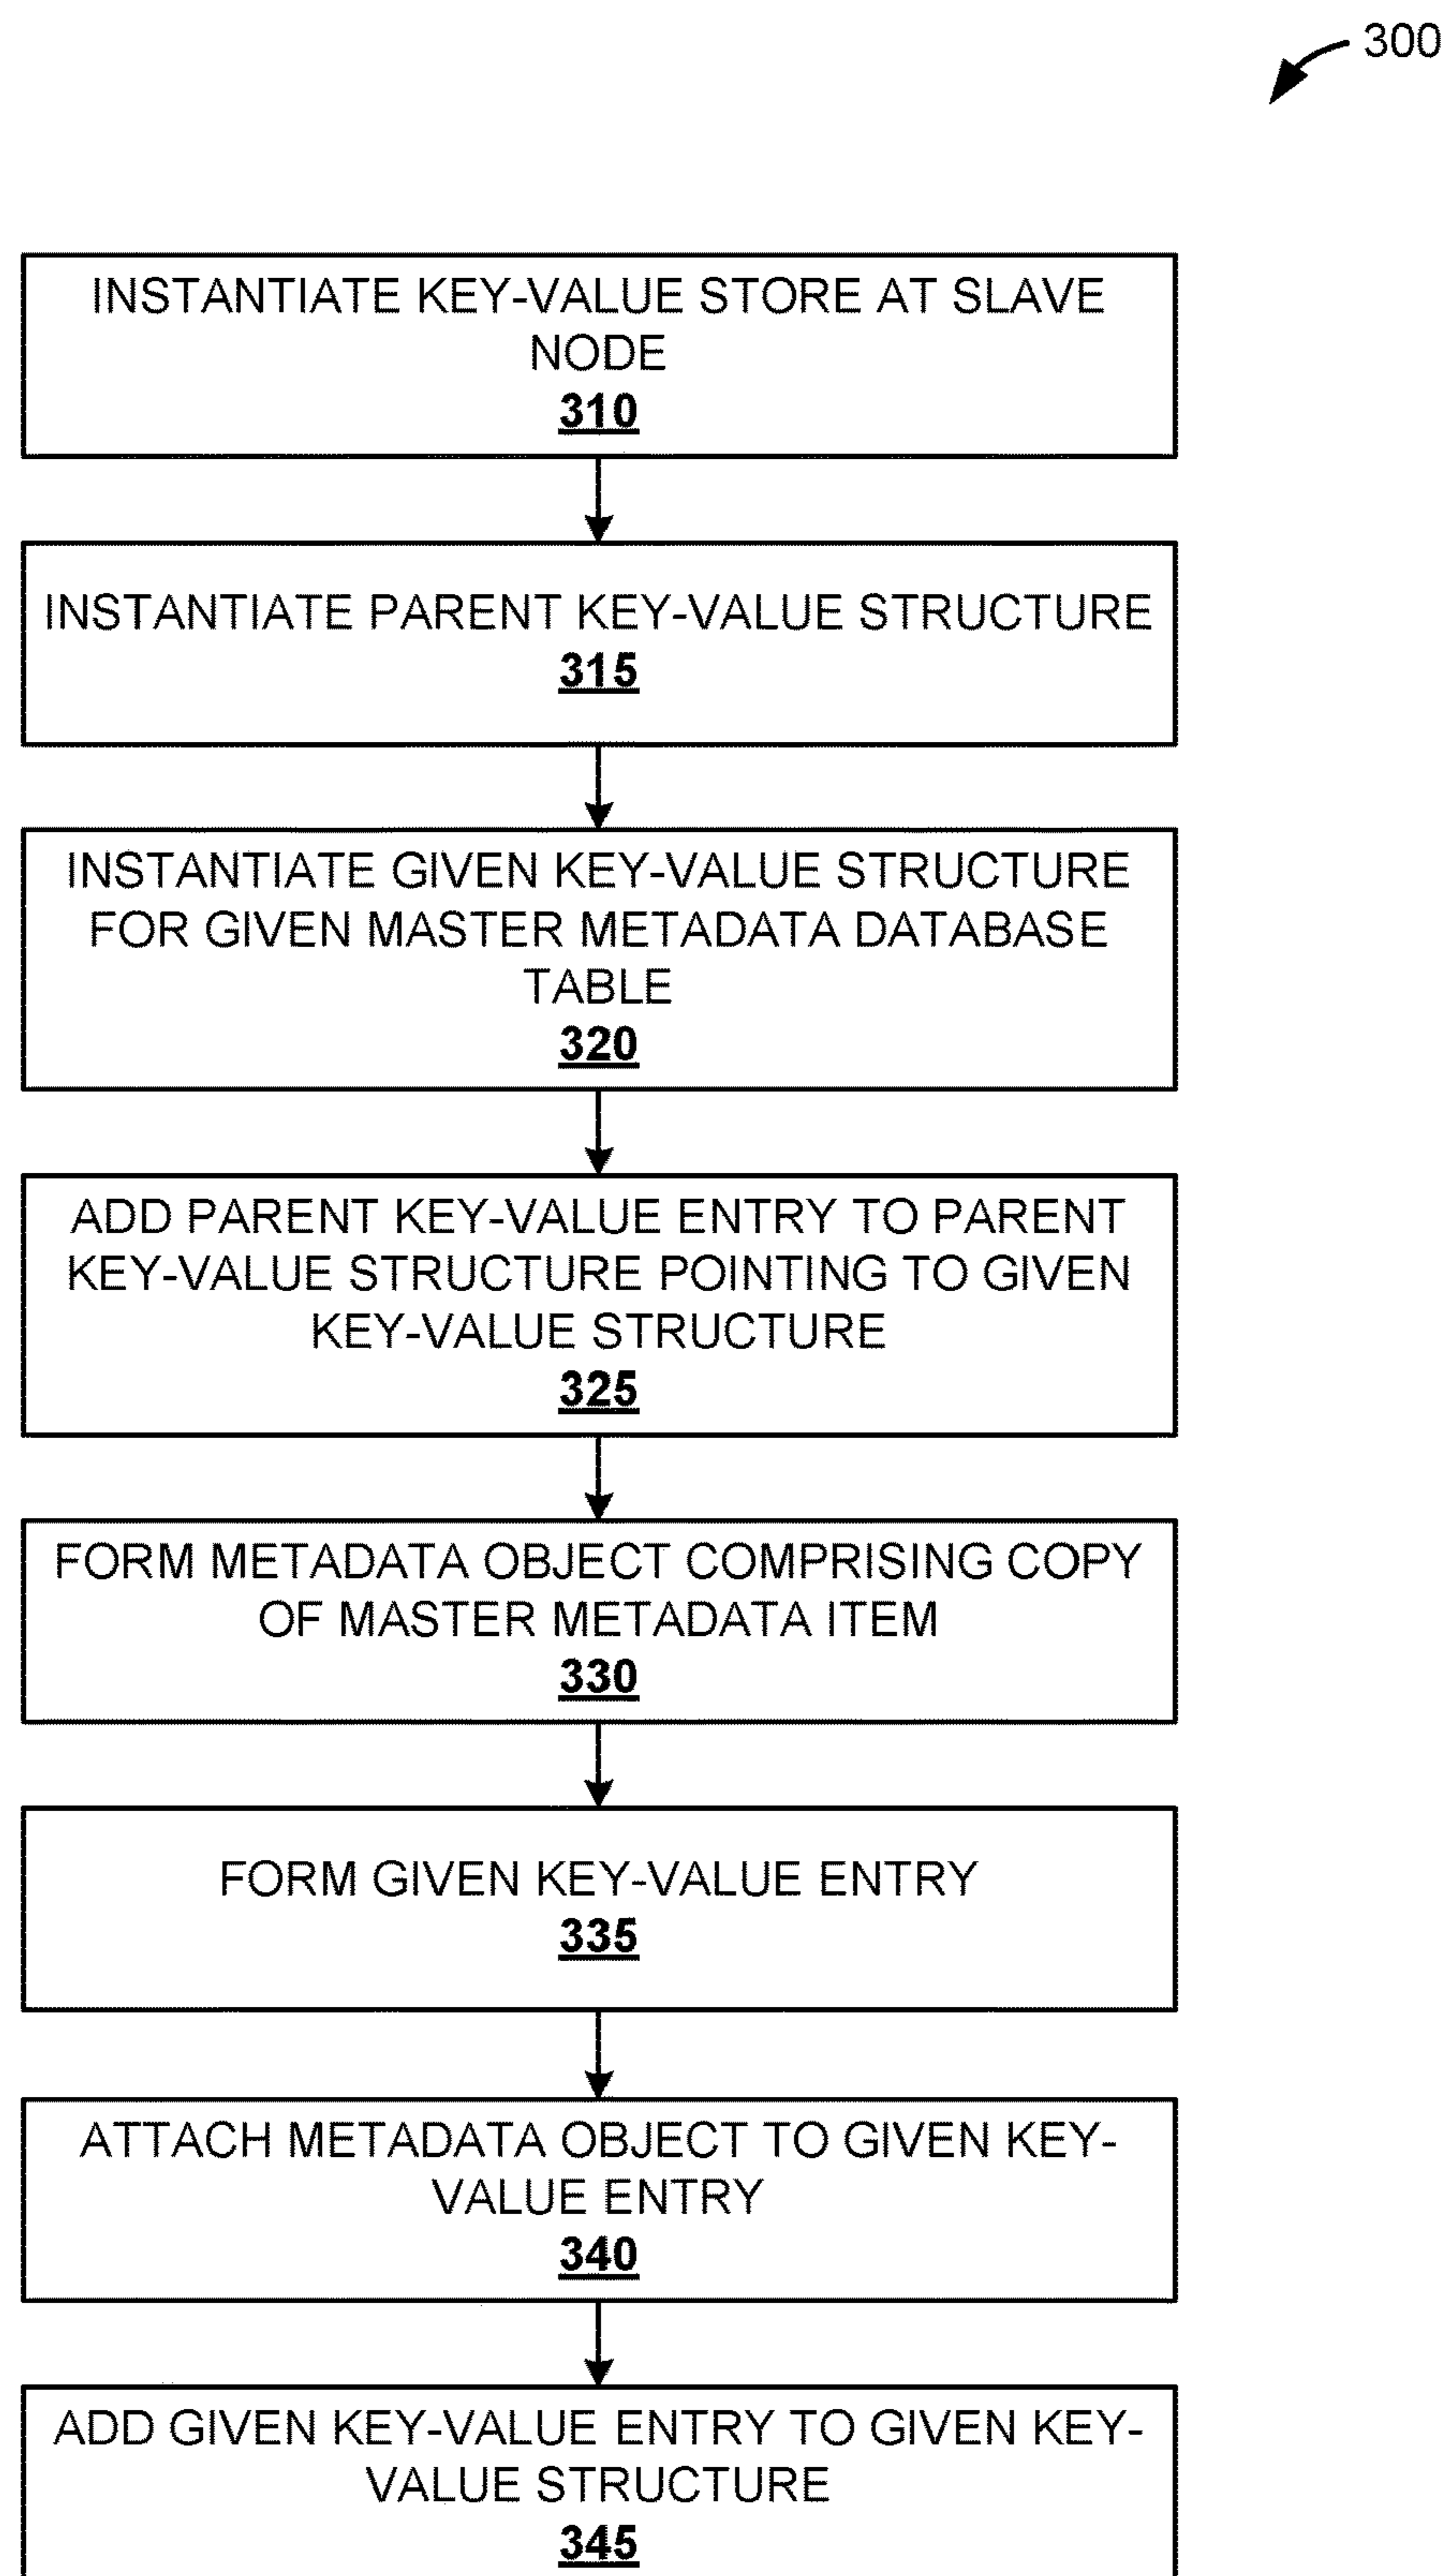 300
INSTANTIATE KEY-VALUE STORE AT SLAVE
NODE
310
INSTANTIATE PARENT KEY-VALUE STRUCTURE
315
INSTANTIATE GIVEN KEY-VALUE STRUCTURE
FOR GIVEN MASTER METADATA DATABASE
TABLE
320
ADD PARENT KEY-VALUE ENTRY TO PARENT
KEY-VALUE STRUCTURE POINTING TO GIVEN
KEY-VALUE STRUCTURE
325
FORM METADATA OBJECT COMPRISING COPY
OF MASTER METADATA ITEM
330
FORM GIVEN KEY-VALUE ENTRY
335
ATTACH METADATA OBJECT TO GIVEN KEY-
VALUE ENTRY
340
ADD GIVEN KEY-VALUE ENTRY TO GIVEN KEY-
VALUE STRUCTURE
345